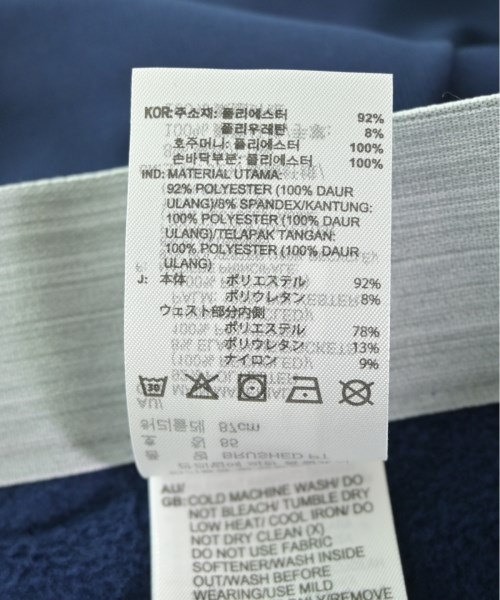 KOR: 주소재: 폴리에스터 92%
폴리우레탄 8%
호주머니: 폴리에스터 100%
손바닥부분: 폴리에스터 100%
IND: MATERIAL UTAMA:
92% POLYESTER (100% DAUR
ULANG)/8% SPANDEX/KANTUNG:
100% POLYESTER (100% DAUR
ULANG)/TELAPAK TANGAN:
100% POLYESTER (100% DAUR
ULANG)
J: 本体 ポリエステル 92%
ポリウレタン 8%
ウェスト部分内側
ポリエステル 78%
ポリウレタン 13%
ナイロン 9%
30
AU/
GB: COLD MACHINE WASH/ DO
NOT BLEACH/ TUMBLE DRY
LOW HEAT/ COOL IRON/ DO
NOT DRY CLEAN (X)
DO NOT USE FABRIC
SOFTENER/WASH INSIDE
OUT/WASH BEFORE
WEARING/USE MILD
ONLY/REMOVE